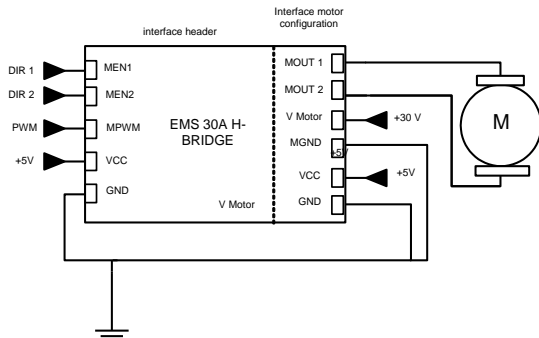 Interface motor
configuration
interface header
DIR 1
MEN1
DIR 2
MEN2
PWM
MPWM
+5V
VCC
GND
EMS 30A H-
BRIDGE
V Motor
MOUT 1
MOUT 2
V Motor
+30 V
MGND
+5V
VCC
+5V
GND
M